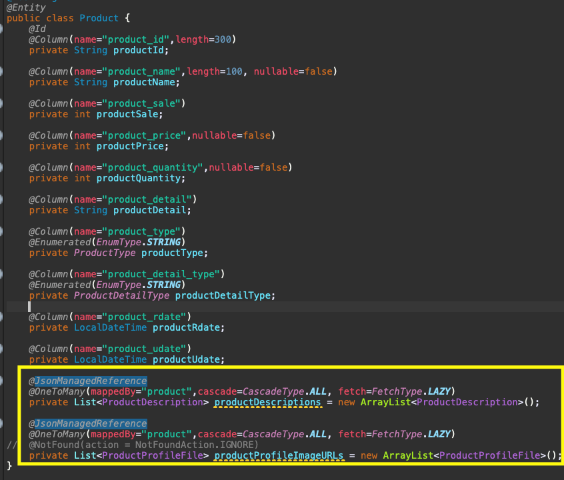 @Entity
public class Product {
@Id
@Column(name="product_id",length=300)
private String productId;
@Column(name="product_name",length=100, nullable=false)
private String productName;
@Column(name="product_sale")
private int productSale;
@Column(name="product_price",nullable=false)
private int productPrice;
@Column(name="product_quantity",nullable=false)
private int productQuantity;
@Column(name="product_detail")
private String productDetail;
@Column(name="product_type")
@Enumerated(EnumType.STRING)
private ProductType productType;
@Column(name="product_detail_type")
@Enumerated(EnumType.STRING)
private ProductDetailType productDetailType;
@Column(name="product_rdate")
private LocalDateTime productRdate;
@Column(name="product_udate")
private LocalDateTime productUdate;
@JsonManagedReference
@OneToMany(mappedBy="product",cascade=CascadeType.ALL, fetch=FetchType.LAZY)
private List<ProductDescription> productDescriptions = new ArrayList<ProductDescription>();
@JsonManagedReference
@OneToMany(mappedBy="product",cascade=CascadeType.ALL, fetch=FetchType.LAZY)
// @NotFound(action = NotFoundAction.IGNORE)
private List<ProductProfileFile> productProfileImageURLs = new ArrayList<ProductProfileFile>();
}